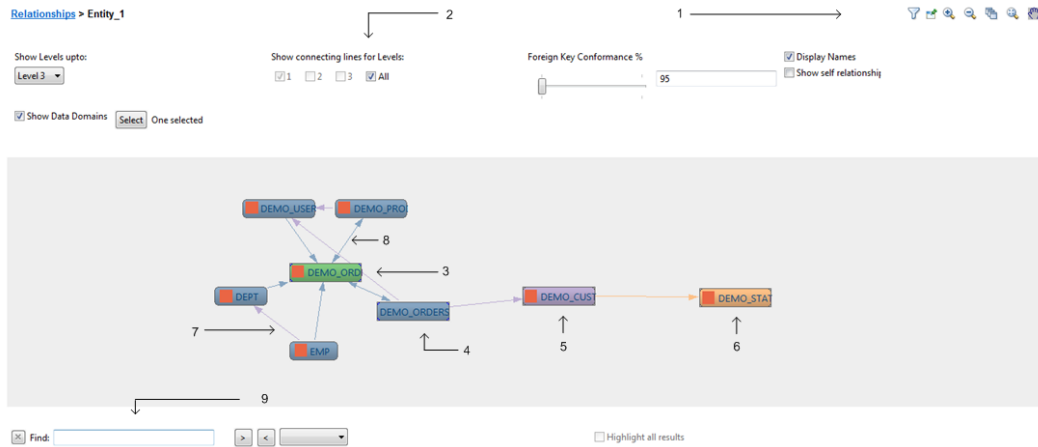 Relationships > Entity_1
2
1
Show Levels upto:
Show connecting lines for Levels:
Foreign Key Conformance %
Display Names
Level 3
1 2 3 All
95
Show self relationship
Show Data Domains Select One selected
DEMO_USER
DEMO_PRO
8
DEMO_ORD
3
DEPT
DEMO_ORDERS
DEMO_CUST
DEMO_STAT
7
EMP
4
5
6
9
× Find:
> <
Highlight all results